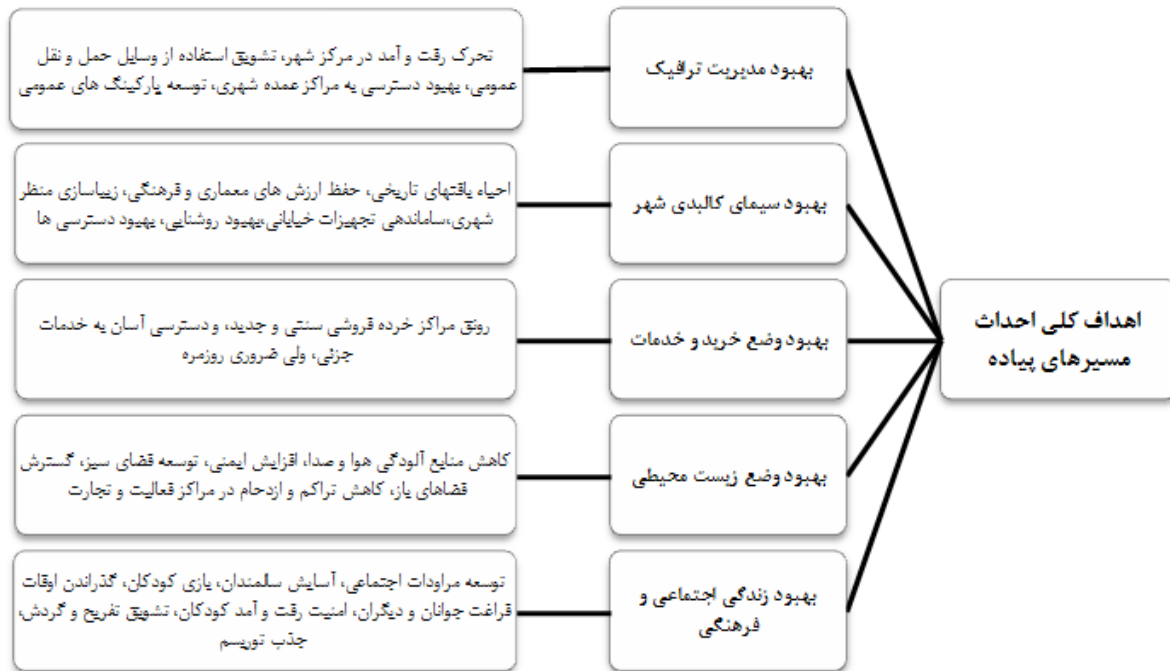 اهداف کلی احداث
مسیرهای پیاده
بهبود مدیریت ترافیک
تحرک رفت و آمد در مرکز شهر، تشویق استفاده از وسایل حمل و نقل
عمومی، بهبود دسترسی به مراکز عمده شهری، توسعه پارکینگ های عمومی
بهبود سیمای کالبدی شهر
احیاء بافتهای تاریخی، حفظ ارزش های معماری و فرهنگی، زیباسازی منظر
شهری،ساماندهی تجهیزات خیابانی،بهبود روشنایی، بهبود دسترسی ها
بهبود وضع خرید و خدمات
رونق مراکز خرده فروشی سنتی و جدید، و دسترسی آسان به خدمات
جزئی، ولی ضروری روزمره
بهبود وضع زیست محیطی
کاهش منابع آلودگی هوا و صدا، افزایش ایمنی، توسعه فضای سبز، گسترش
فضاهای باز، کاهش تراکم و ازدحام در مراکز فعالیت و تجارت
بهبود زندگی اجتماعی و
فرهنگی
توسعه مراودات اجتماعی، آسایش سالمندان، بازی کودکان، گذراندن اوقات
فراغت جوانان و دیگران، امنیت رفت و آمد کودکان، تشویق تفریح و گردش،
جذب توریسم